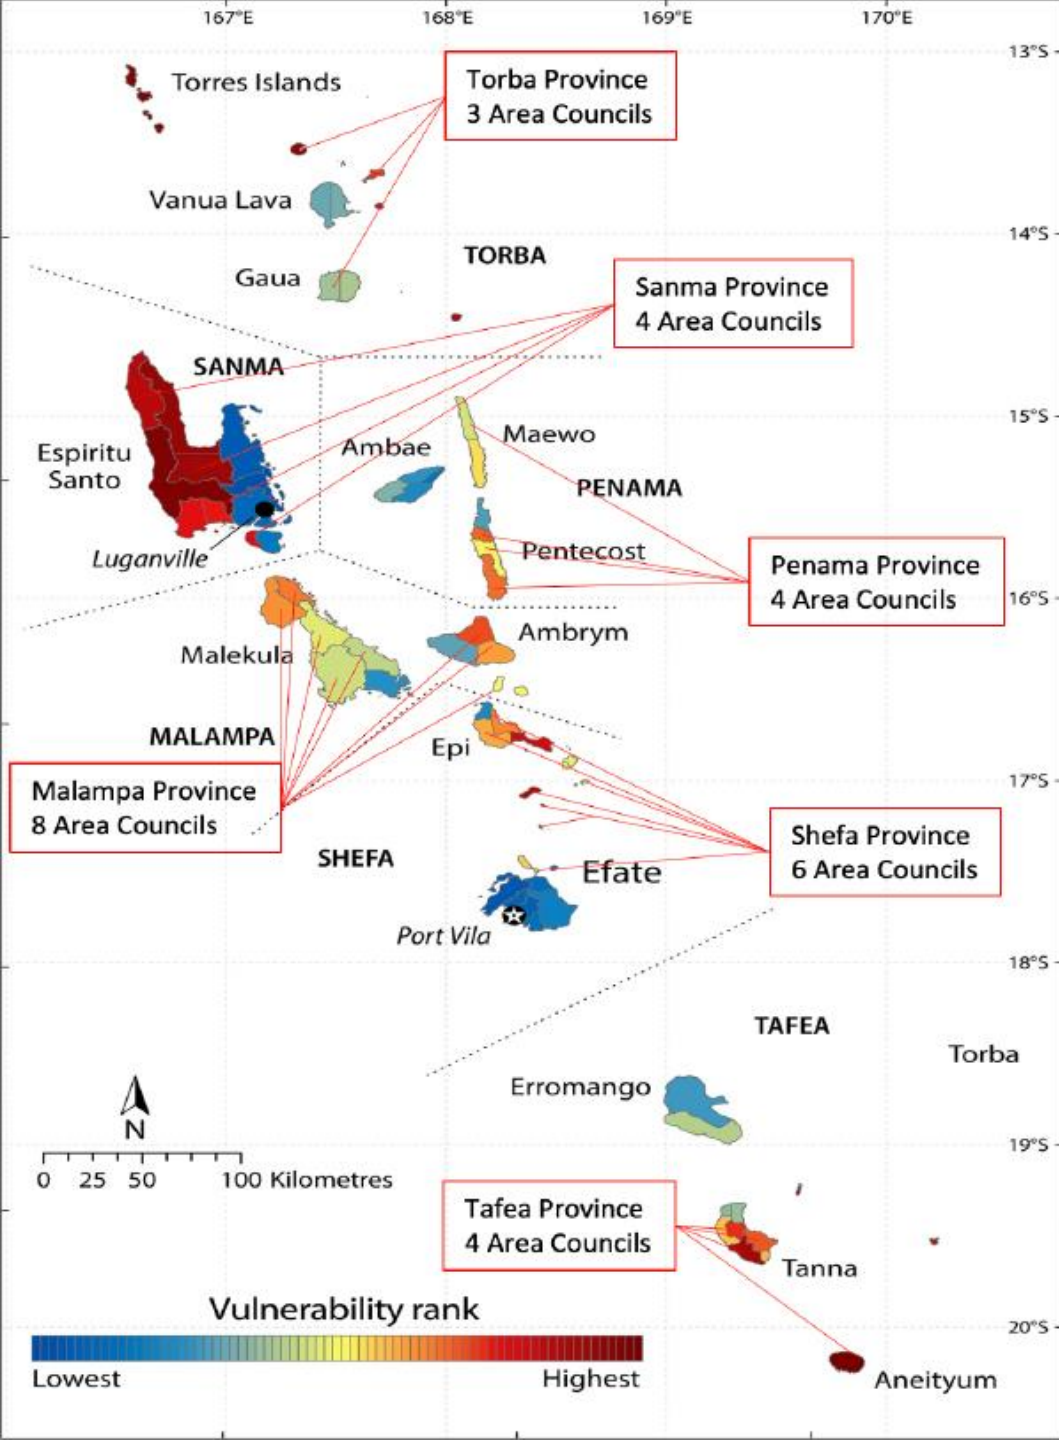 167°E
168°E
169°E
170°E
13°S
Torres Islands
Torba Province
3 Area Councils
Vanua Lava
14°S
TORBA
Gaua
Sanma Province
4 Area Councils
SANMA
15°S
Maewo
Ambae
Espiritu
Santo
PENAMA
Luganville
Pentecost
Penama Province
4 Area Councils
16°S
Ambrym
Malekula
MALAMPA
Epi
17°S
Malampa Province
8 Area Councils
Shefa Province
6 Area Councils
SHEFA
Efate
Port Vila
18°S
TAFEA
Torba
Erromango
N
19°S
0 25 50 100 Kilometres
Tafea Province
4 Area Councils
Tanna
Vulnerability rank
20°S
Lowest Highest
Aneityum